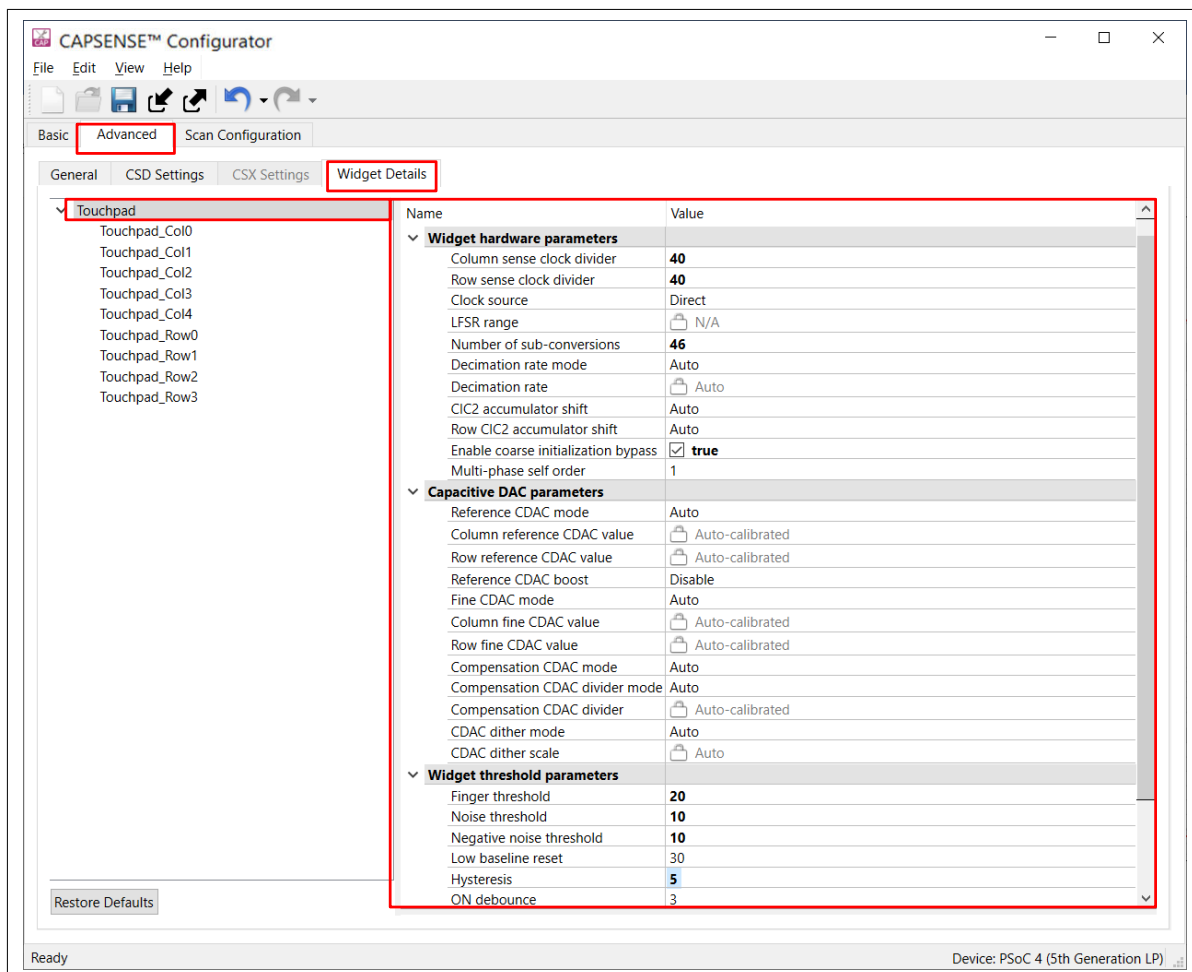 CAPSENSE™ Configurator
File Edit View Help
Basic Advanced Scan Configuration
General CSD Settings CSX Settings Widget Details
Touchpad
Touchpad_Col0
Touchpad_Col1
Touchpad_Col2
Touchpad_Col3
Touchpad_Col4
Touchpad_Row0
Touchpad_Row1
Touchpad_Row2
Touchpad_Row3
Restore Defaults
Name Value
Widget hardware parameters
Column sense clock divider 40
Row sense clock divider 40
Clock source Direct
LFSR range N/A
Number of sub-conversions 46
Decimation rate mode Auto
Decimation rate Auto
CIC2 accumulator shift Auto
Row CIC2 accumulator shift Auto
Enable coarse initialization bypass true
Multi-phase self order 1
Capacitive DAC parameters
Reference CDAC mode Auto
Column reference CDAC value Auto-calibrated
Row reference CDAC value Auto-calibrated
Reference CDAC boost Disable
Fine CDAC mode Auto
Column fine CDAC value Auto-calibrated
Row fine CDAC value Auto-calibrated
Compensation CDAC mode Auto
Compensation CDAC divider mode Auto
Compensation CDAC divider Auto-calibrated
CDAC dither mode Auto
CDAC dither scale Auto
Widget threshold parameters
Finger threshold 20
Noise threshold 10
Negative noise threshold 10
Low baseline reset 30
Hysteresis 5
ON debounce 3
Ready Device: PSoC 4 (5th Generation LP)